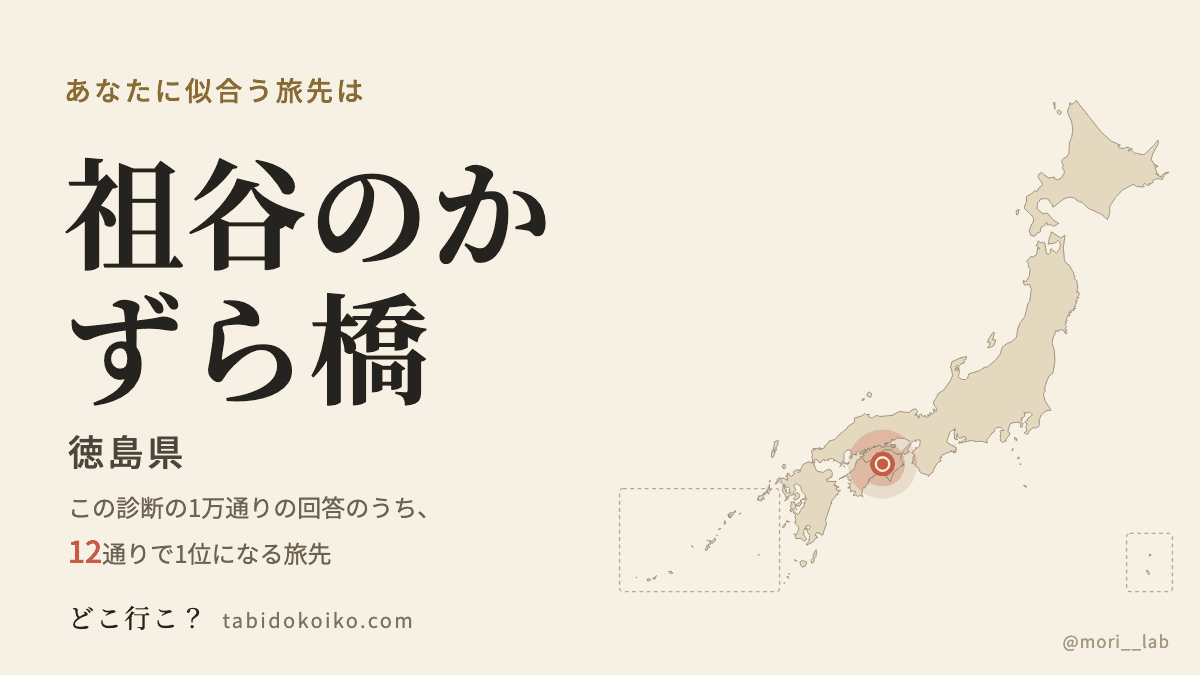 あなたに似合う旅先は
祖谷のか
ずら橋
徳島県
この診断の1万通りの回答のうち、
12通りで1位になる旅先
どこ行こ？ tabidokoiko.com
@mori__lab